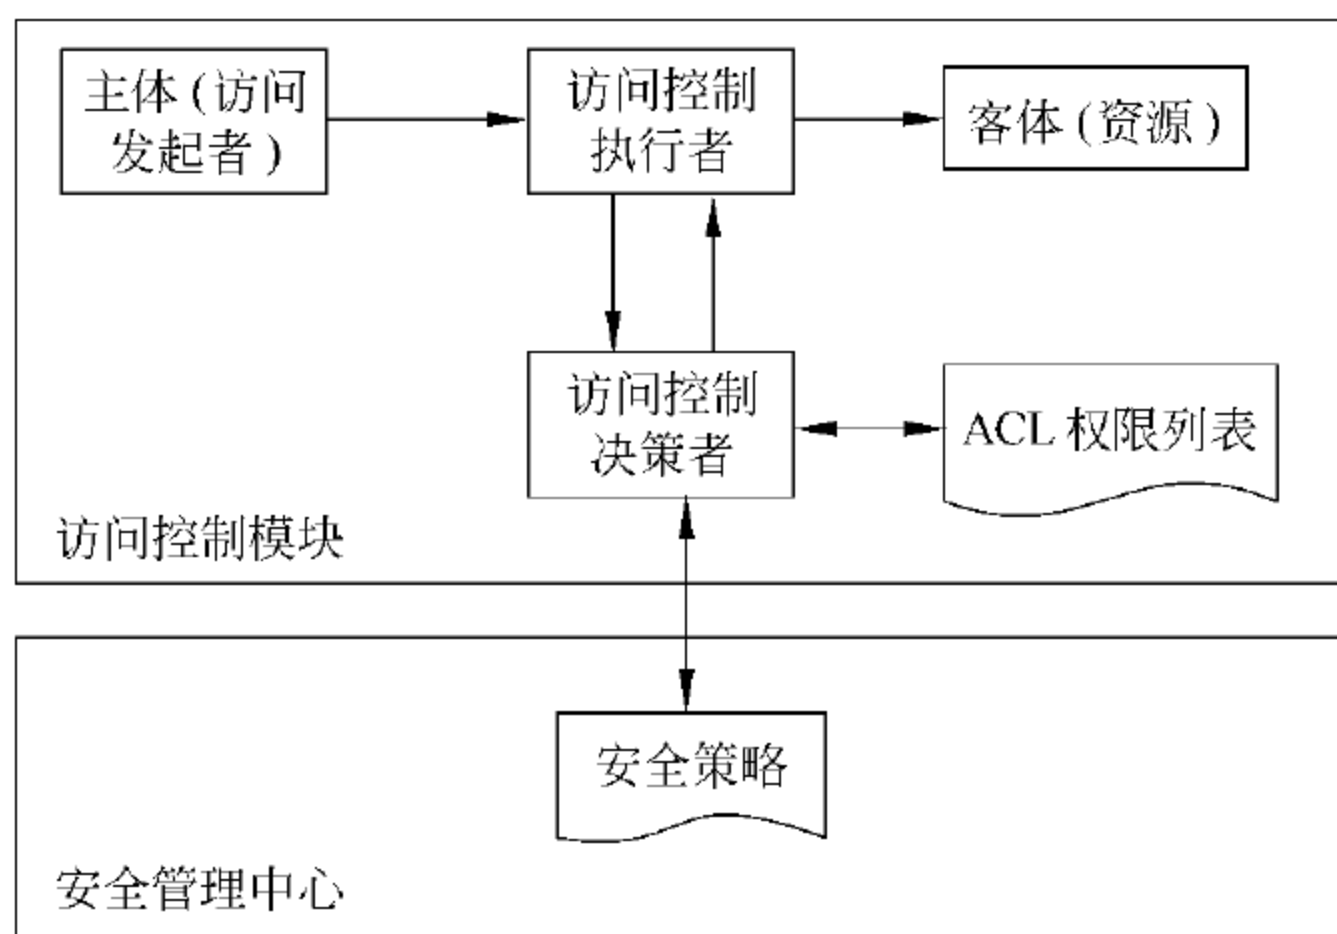 主体(访问
发起者)
访问控制
执行者
客体(资源)
访问控制
决策者
ACL 权限列表
访问控制模块
安全策略
安全管理中心